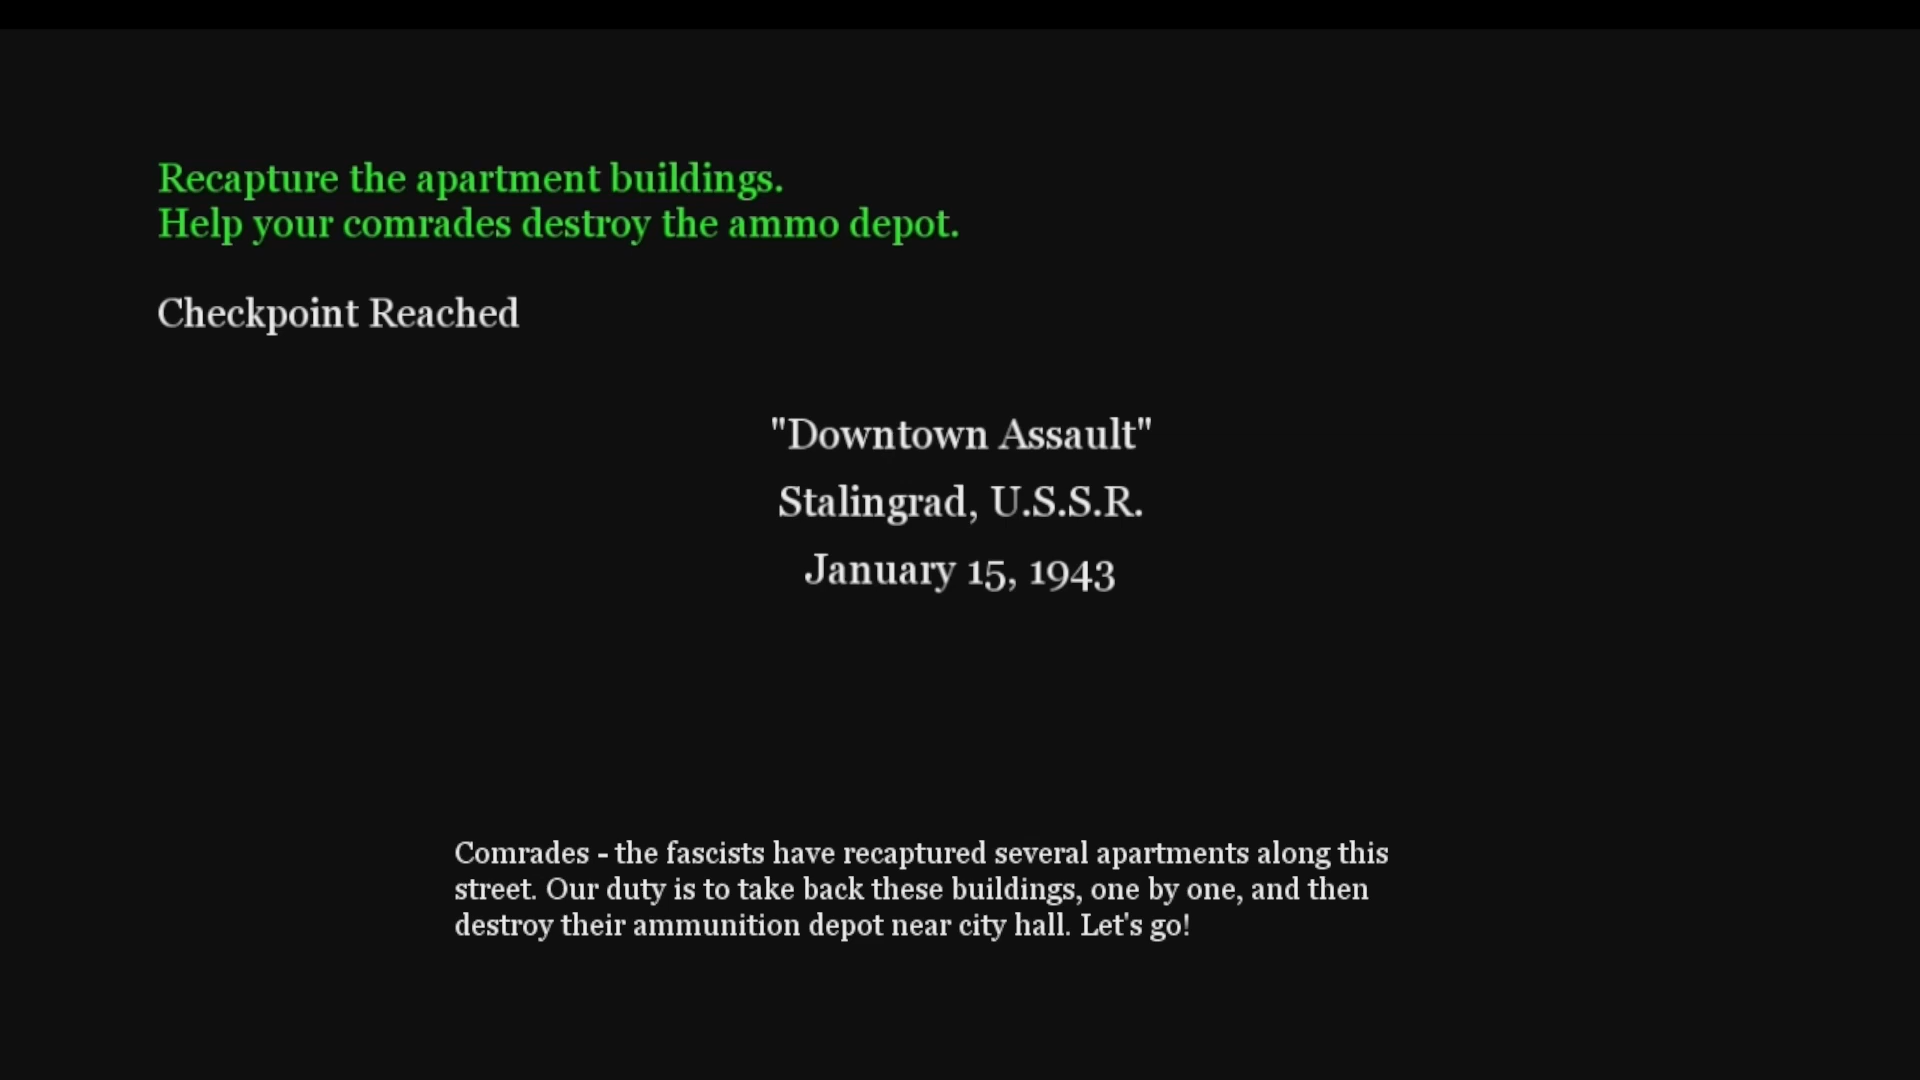 Recapture the apartment buildings.
Help your comrades destroy the ammo depot.
Checkpoint Reached
"Downtown Assault"
Stalingrad, U.S.S.R.
January 15, 1943
Comrades - the fascists have recaptured several apartments along this
street. Our duty is to take back these buildings, one by one, and then
destroy their ammunition depot near city hall. Let's go!